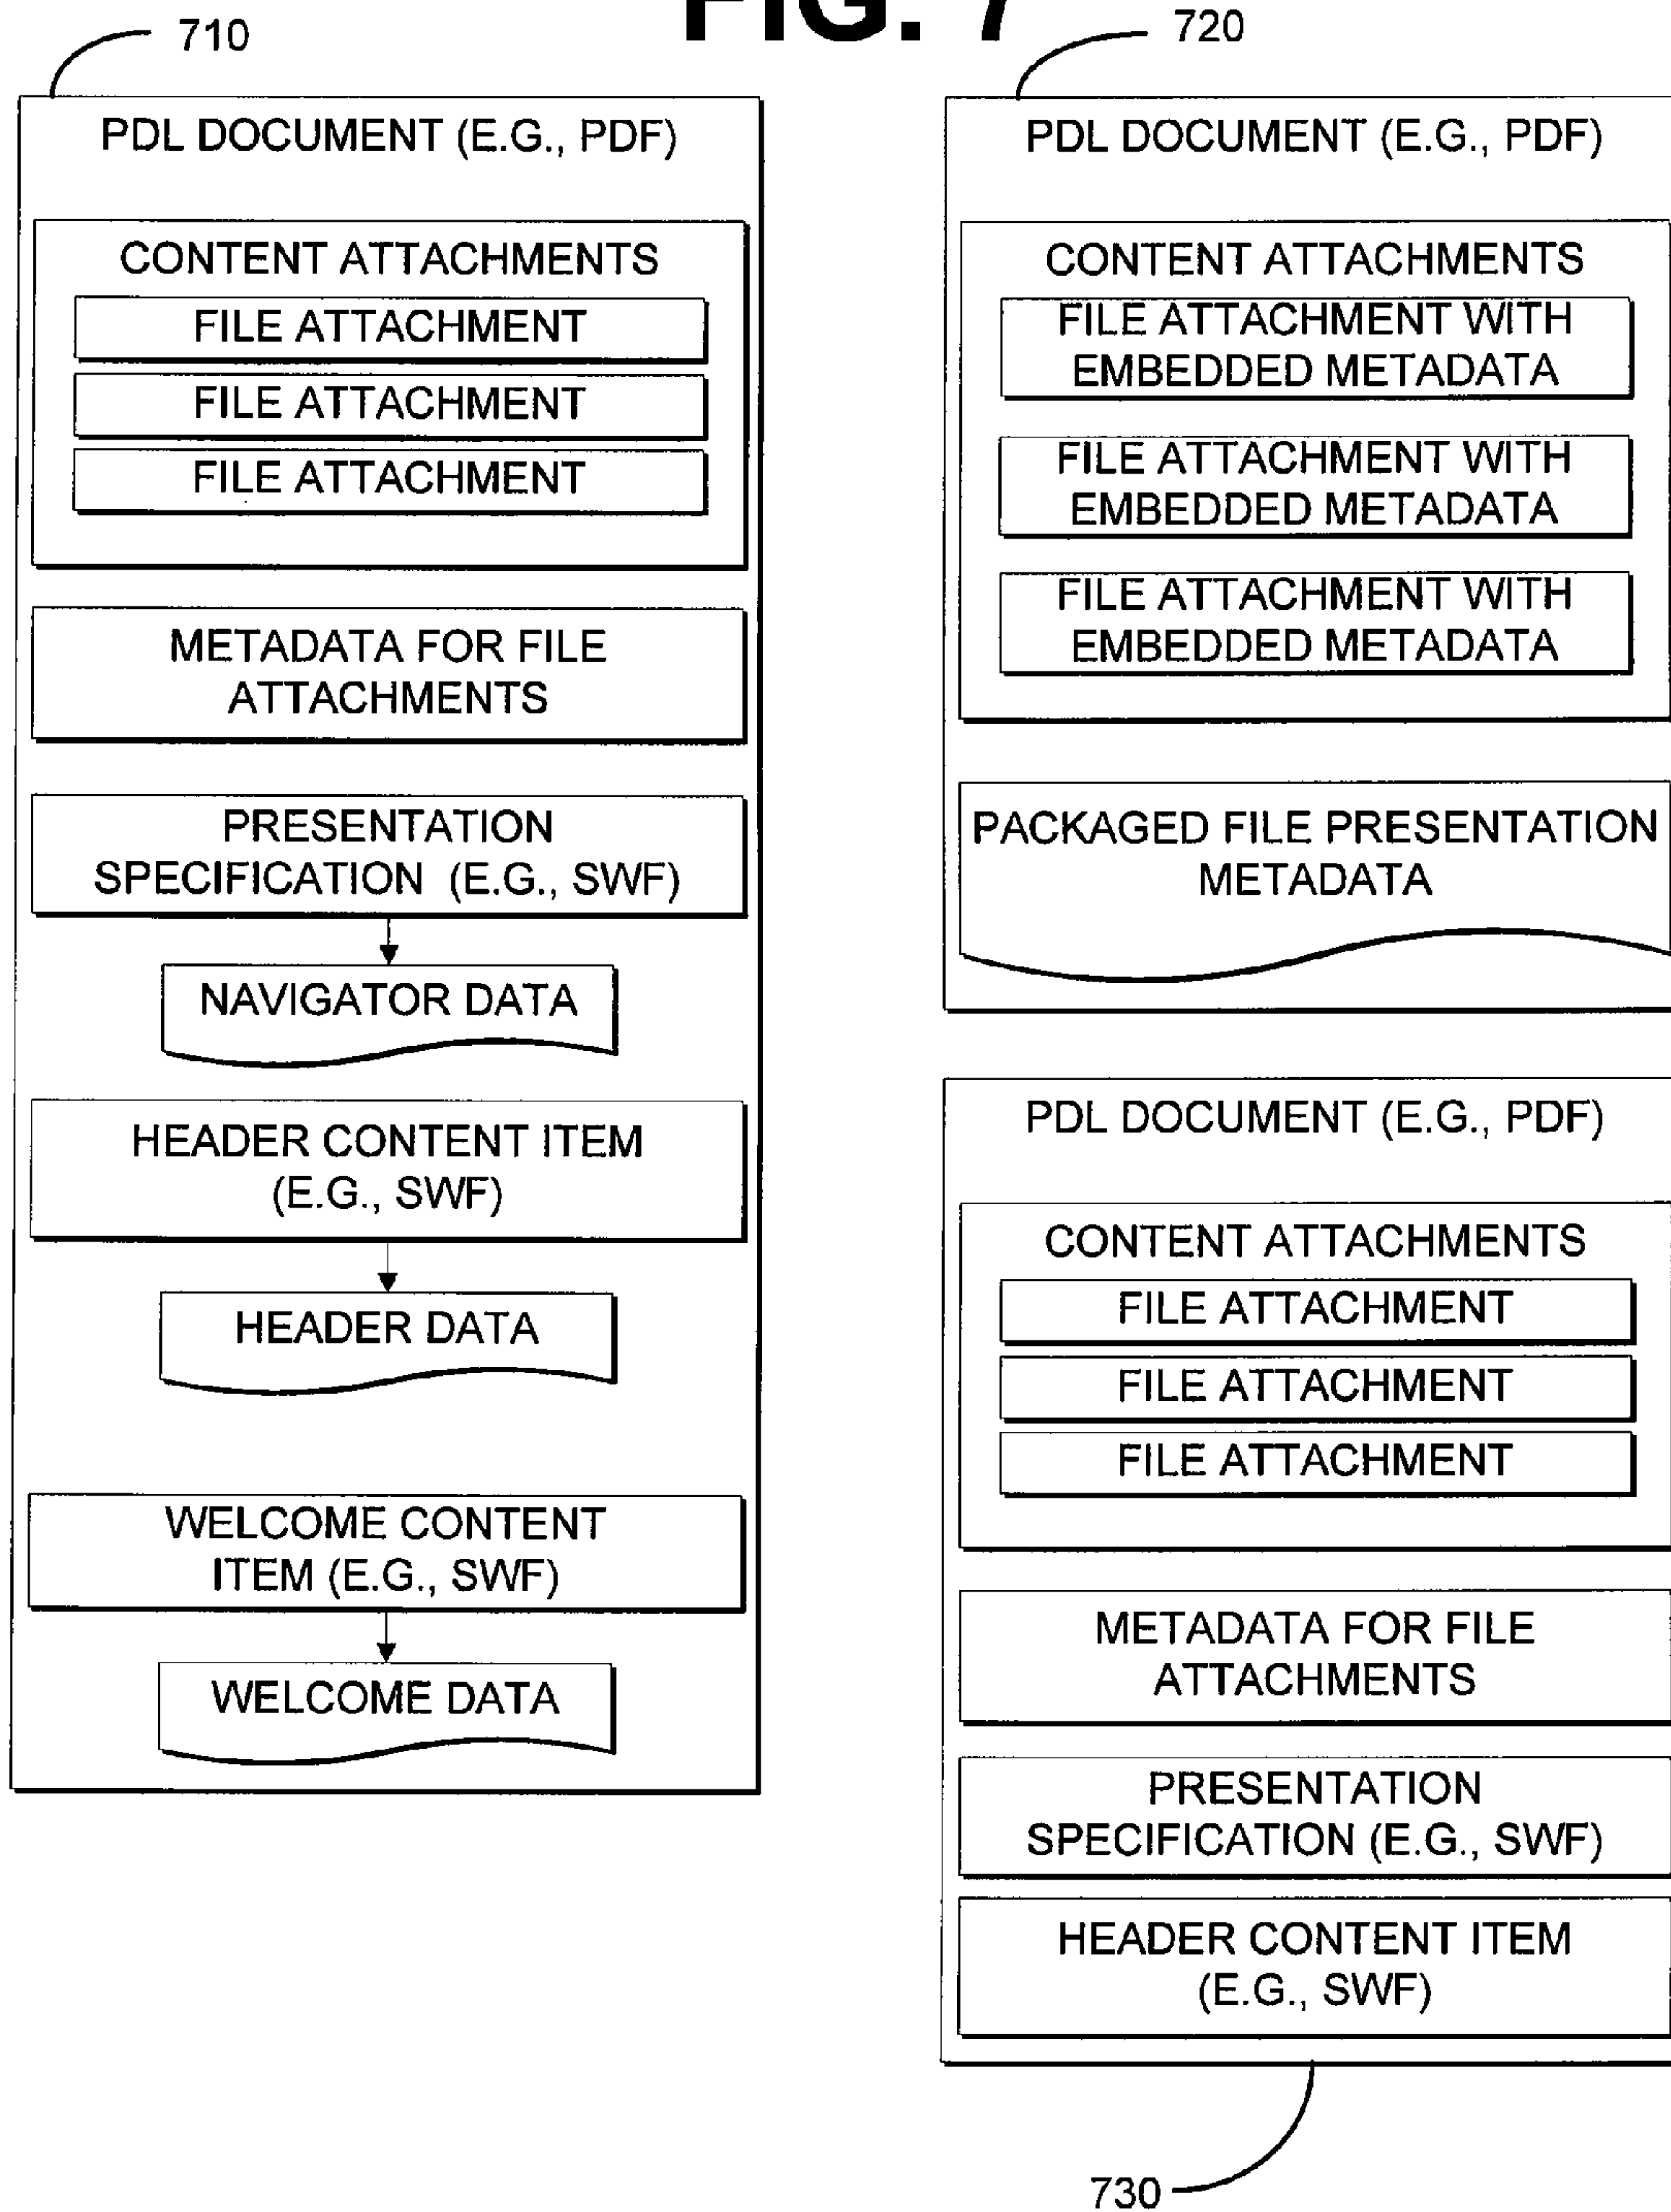 FIG. 7
710
PDL DOCUMENT (E.G., PDF)
CONTENT ATTACHMENTS
FILE ATTACHMENT
FILE ATTACHMENT
FILE ATTACHMENT
METADATA FOR FILE
ATTACHMENTS
PRESENTATION
SPECIFICATION (E.G., SWF)
NAVIGATOR DATA
HEADER CONTENT ITEM
(E.G., SWF)
HEADER DATA
WELCOME CONTENT
ITEM (E.G., SWF)
WELCOME DATA
720
PDL DOCUMENT (E.G., PDF)
CONTENT ATTACHMENTS
FILE ATTACHMENT WITH
EMBEDDED METADATA
FILE ATTACHMENT WITH
EMBEDDED METADATA
FILE ATTACHMENT WITH
EMBEDDED METADATA
PACKAGED FILE PRESENTATION
METADATA
PDL DOCUMENT (E.G., PDF)
CONTENT ATTACHMENTS
FILE ATTACHMENT
FILE ATTACHMENT
FILE ATTACHMENT
METADATA FOR FILE
ATTACHMENTS
PRESENTATION
SPECIFICATION (E.G., SWF)
HEADER CONTENT ITEM
(E.G., SWF)
730